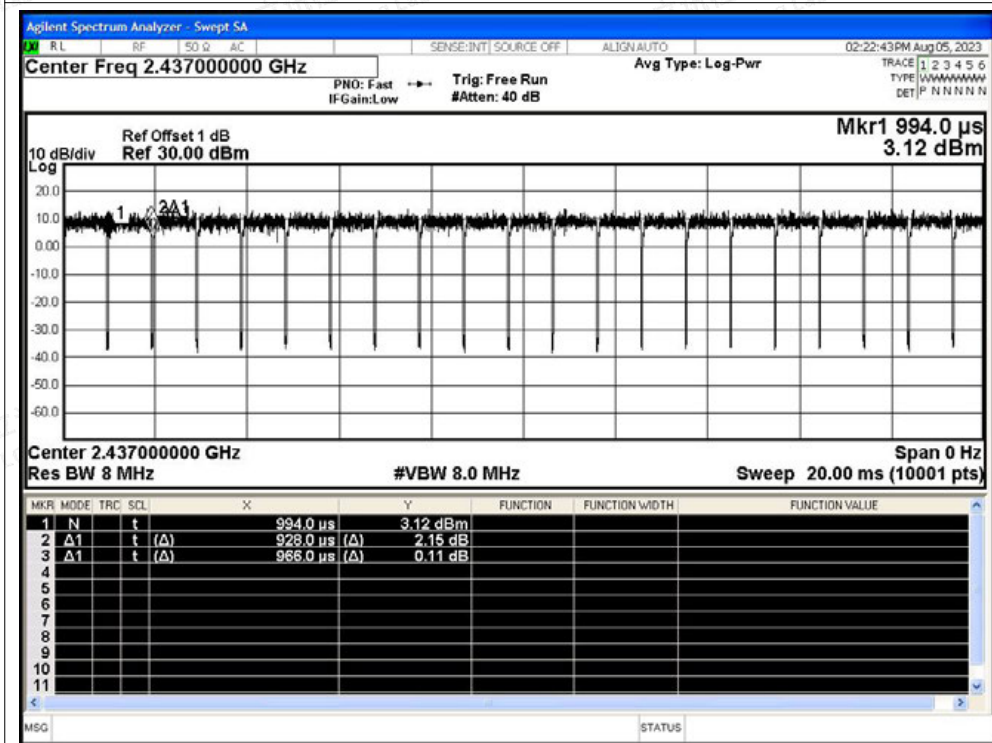 Agilent Spectrum Analyzer - Swept SA
RL RF 50 Ω AC SENSE:INT SOURCE OFF ALIGN AUTO 02:22:43PM Aug 05, 2023
Center Freq 2.437000000 GHz
PNO: Fast
IFGain:Low
Trig: Free Run
#Atten: 40 dB
Avg Type: Log-Pwr
TRACE 1 2 3 4 5 6
TYPE WWWWWW
DET P N N N N N
Ref Offset 1 dB
10 dB/div Ref 30.00 dBm
Log
Mkr1 994.0 µs
3.12 dBm
20.0
10.0
0.00
-10.0
-20.0
-30.0
-40.0
-50.0
-60.0
1
2Δ1
Center 2.437000000 GHz Span 0 Hz
Res BW 8 MHz #VBW 8.0 MHz Sweep 20.00 ms (10001 pts)
MKR MODE TRC SCL X Y FUNCTION FUNCTION WIDTH FUNCTION VALUE
1 N t 994.0 µs 3.12 dBm
2 Δ1 t (Δ) 928.0 µs (Δ) 2.15 dB
3 Δ1 t (Δ) 966.0 µs (Δ) 0.11 dB
4
5
6
7
8
9
10
11
MSG STATUS